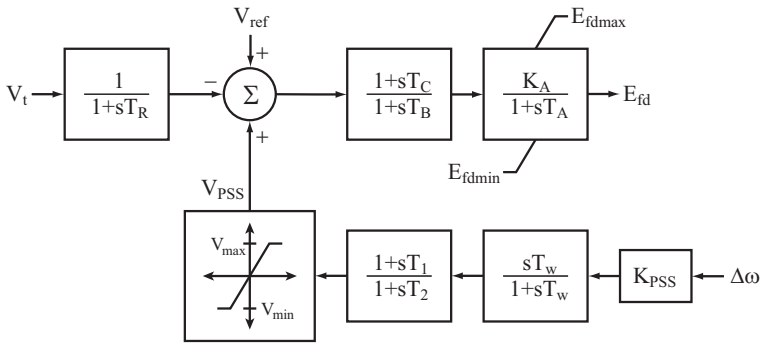 V_ref
E_fdmax
+
V_t
1
1+sT_R
−
Σ
1+sT_C
1+sT_B
K_A
1+sT_A
E_fd
+
E_fdmin
V_PSS
V_max
V_min
1+sT_1
1+sT_2
sT_w
1+sT_w
K_PSS
Δω